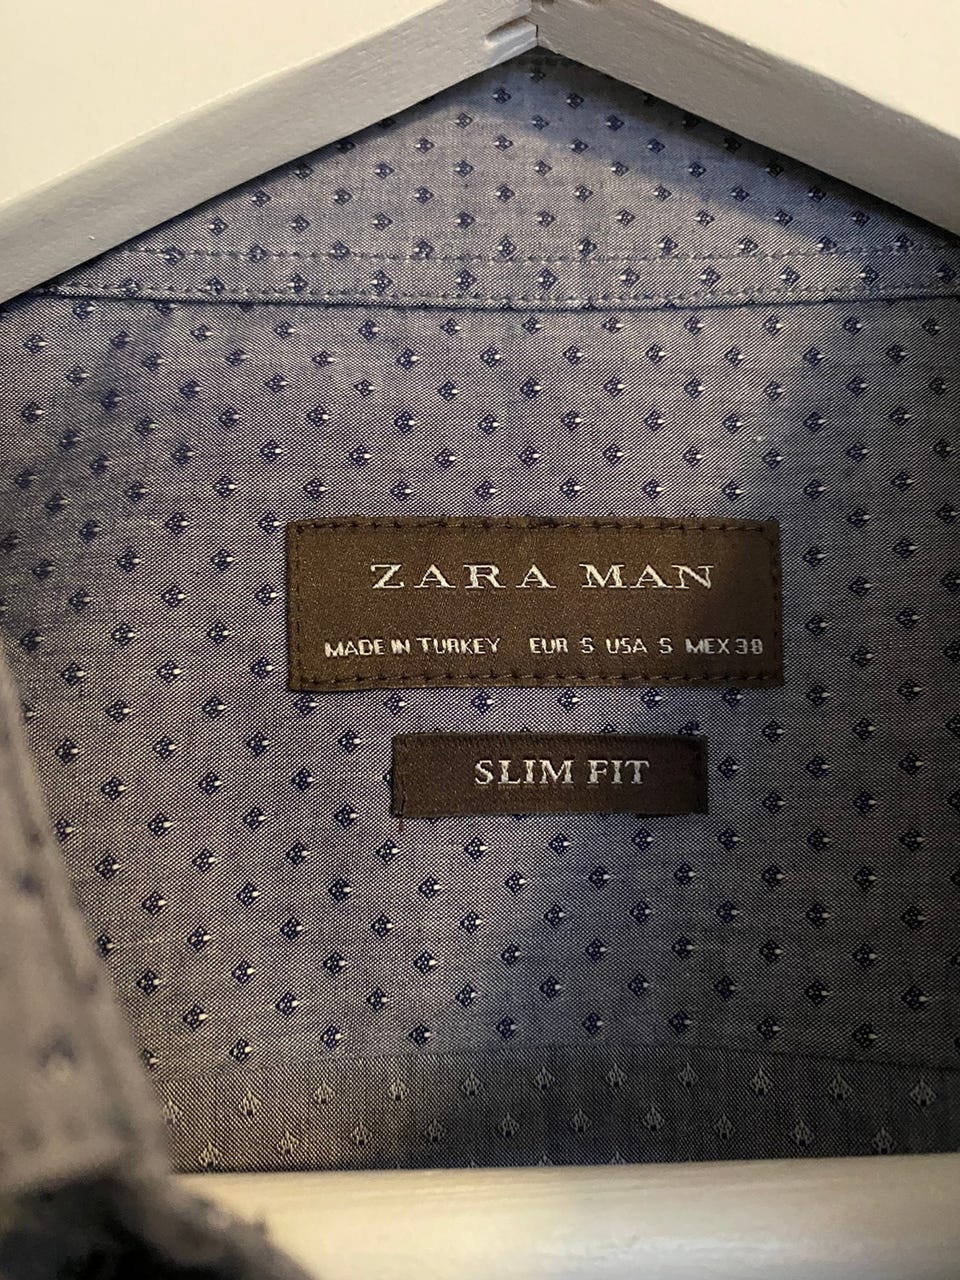 ZARA MAN
MADE IN TURKEY EUR S USA S MEX 38
SLIM FIT